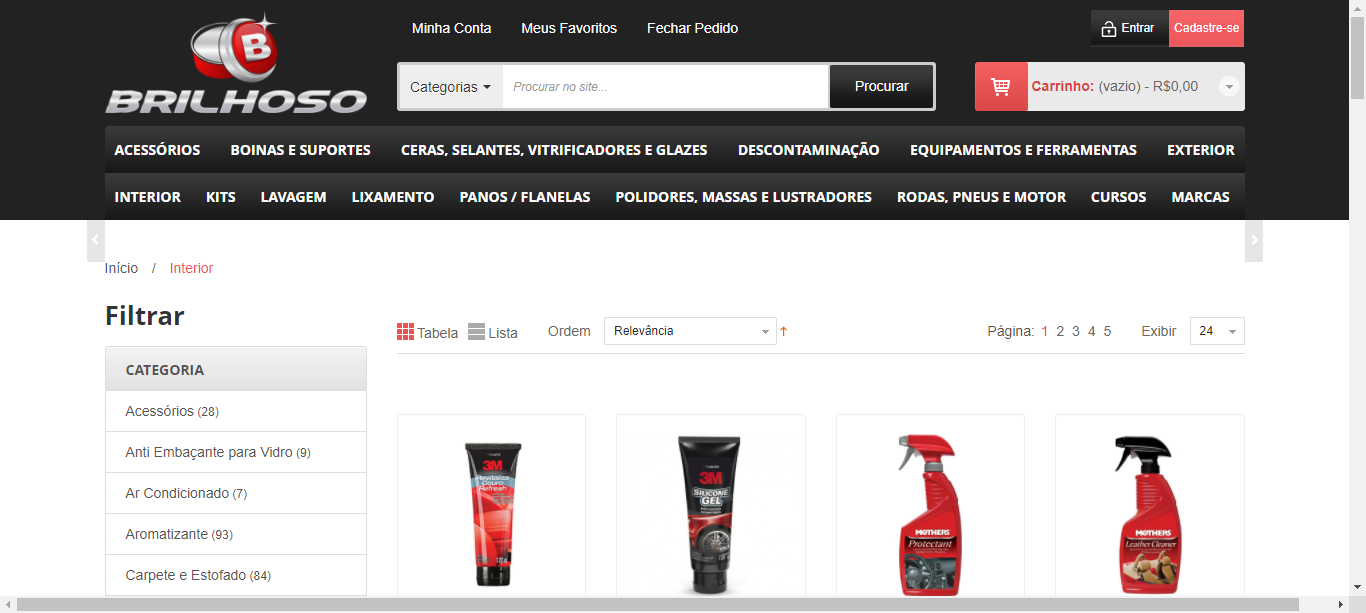 Minha Conta Meus Favoritos Fechar Pedido
Entrar Cadastre-se
B
BRILHOSO
Categorias Procurar no site... Procurar
Carrinho: (vazio) - R$0,00
ACESSÓRIOS BOINAS E SUPORTES CERAS, SELANTES, VITRIFICADORES E GLAZES DESCONTAMINAÇÃO EQUIPAMENTOS E FERRAMENTAS EXTERIOR
INTERIOR KITS LAVAGEM LIXAMENTO PANOS / FLANELAS POLIDORES, MASSAS E LUSTRADORES RODAS, PNEUS E MOTOR CURSOS MARCAS
Início / Interior
Filtrar
Tabela Lista Ordem Relevância Página: 1 2 3 4 5 Exibir 24
CATEGORIA
Acessórios (28)
Anti Embaçante para Vidro (9)
Ar Condicionado (7)
Aromatizante (93)
Carpete e Estofado (84)
3M
Revitaliza
Couro
Refresh
3M
SILICONE
GEL
MOTHERS
Protectant
MOTHERS
Leather Cleaner